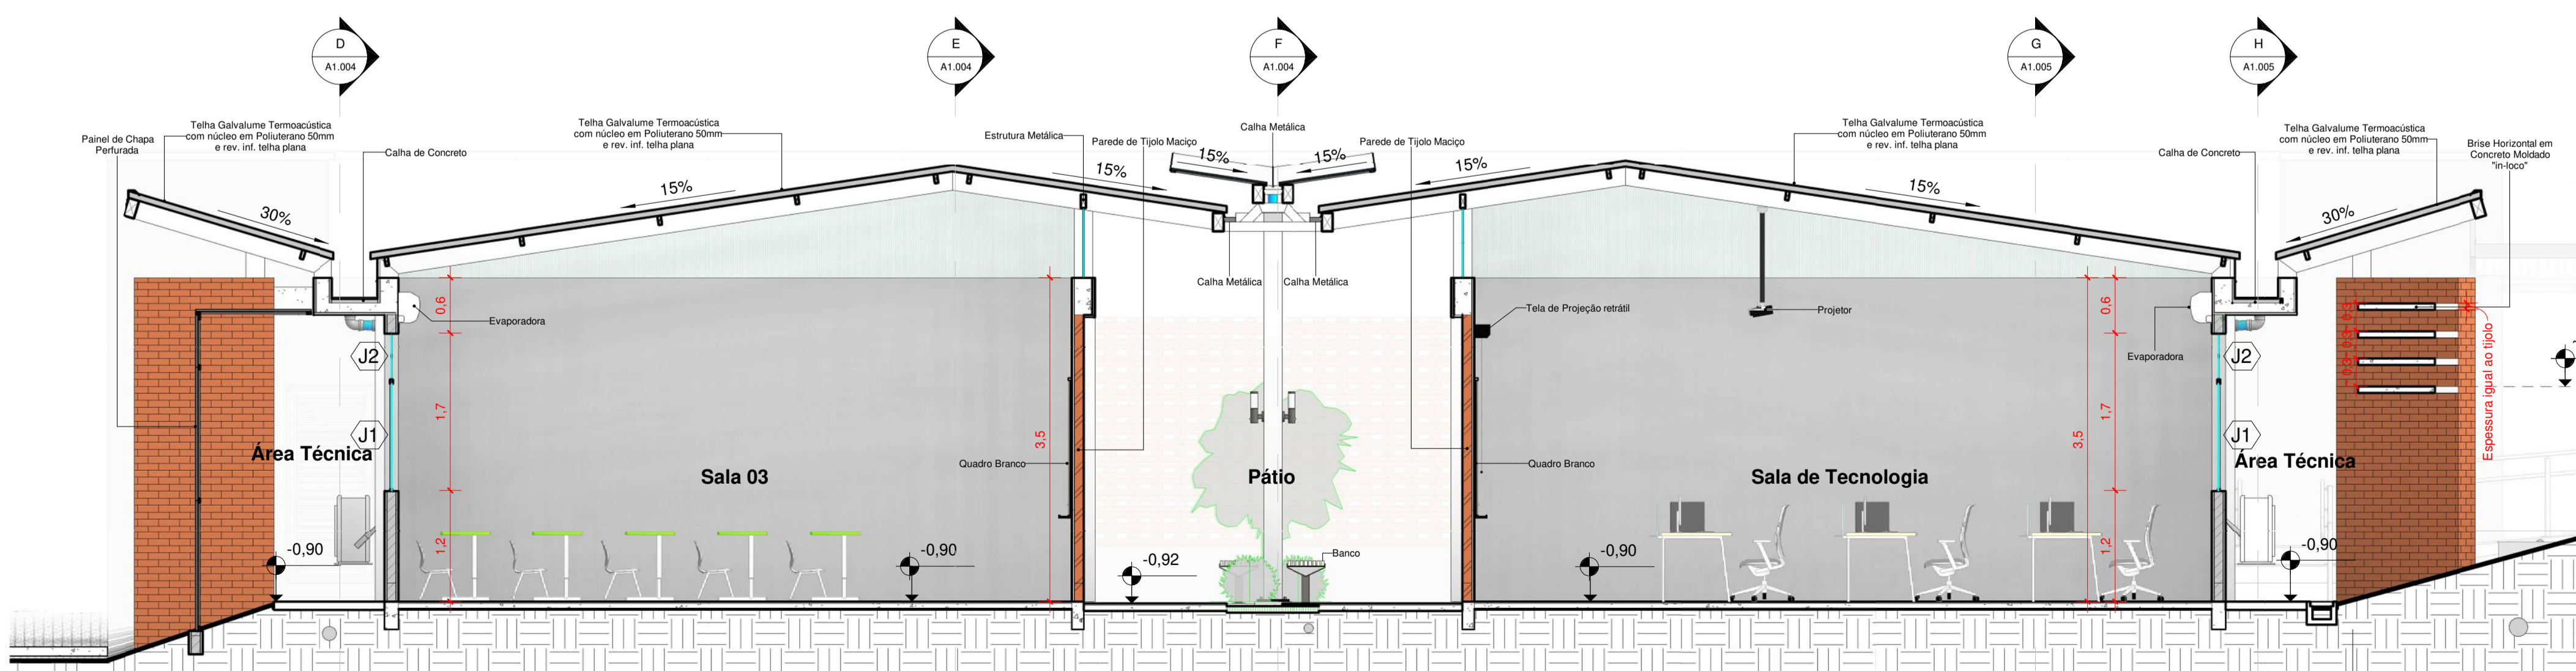 D
A1.004
E
A1.004
F
A1.004
G
A1.005
H
A1.005
Painel de Chapa
Perfurada
Telha Galvalume Termoacústica
com núcleo em Poliuterano 50mm
e rev. inf. telha plana
Calha de Concreto
Telha Galvalume Termoacústica
com núcleo em Poliuterano 50mm
e rev. inf. telha plana
Estrutura Metálica
Parede de Tijolo Maciço
Calha Metálica
Parede de Tijolo Maciço
Telha Galvalume Termoacústica
com núcleo em Poliuterano 50mm
e rev. inf. telha plana
Calha de Concreto
Telha Galvalume Termoacústica
com núcleo em Poliuterano 50mm
e rev. inf. telha plana
Brise Horizontal em
Concreto Moldado
"in-loco"
30%
15%
15%
15%
15%
15%
15%
30%
Calha Metálica
Calha Metálica
Evaporadora
Tela de Projeção retrátil
Projetor
Evaporadora
0,6
1,7
1,2
3,5
3,5
0,6
1,7
1,2
0,3
0,3
0,3
Espessura igual ao tijolo
J2
J1
J2
J1
Área Técnica
Sala 03
Quadro Branco
Pátio
Quadro Branco
Sala de Tecnologia
Área Técnica
-0,90
-0,90
-0,92
Banco
-0,90
-0,90